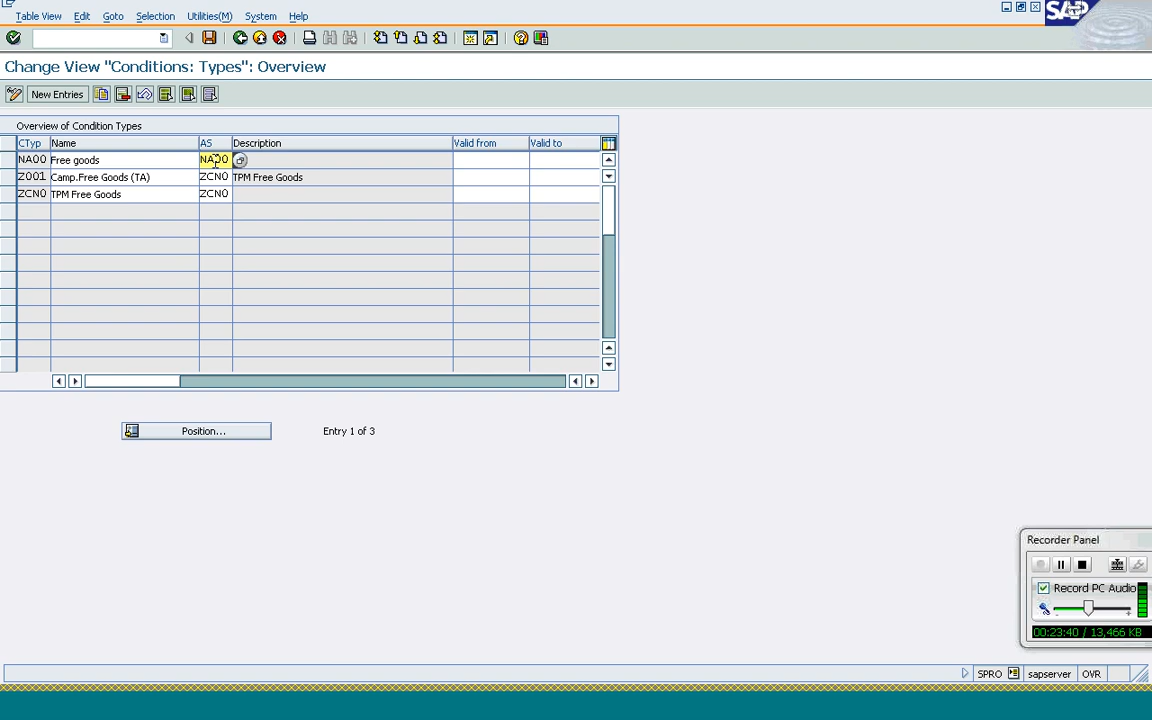 Table View Edit Goto Selection Utilities(M) System Help
SAP
Change View "Conditions: Types": Overview
New Entries
Overview of Condition Types
CTyp Name AS Description Valid from Valid to
NA00 Free goods NA00
Z001 Camp.Free Goods (TA) ZCN0 TPM Free Goods
ZCN0 TPM Free Goods ZCN0
Position... Entry 1 of 3
Recorder Panel
Record PC Audio
00:23:40 / 13,466 KB
SPRO sapserver OVR